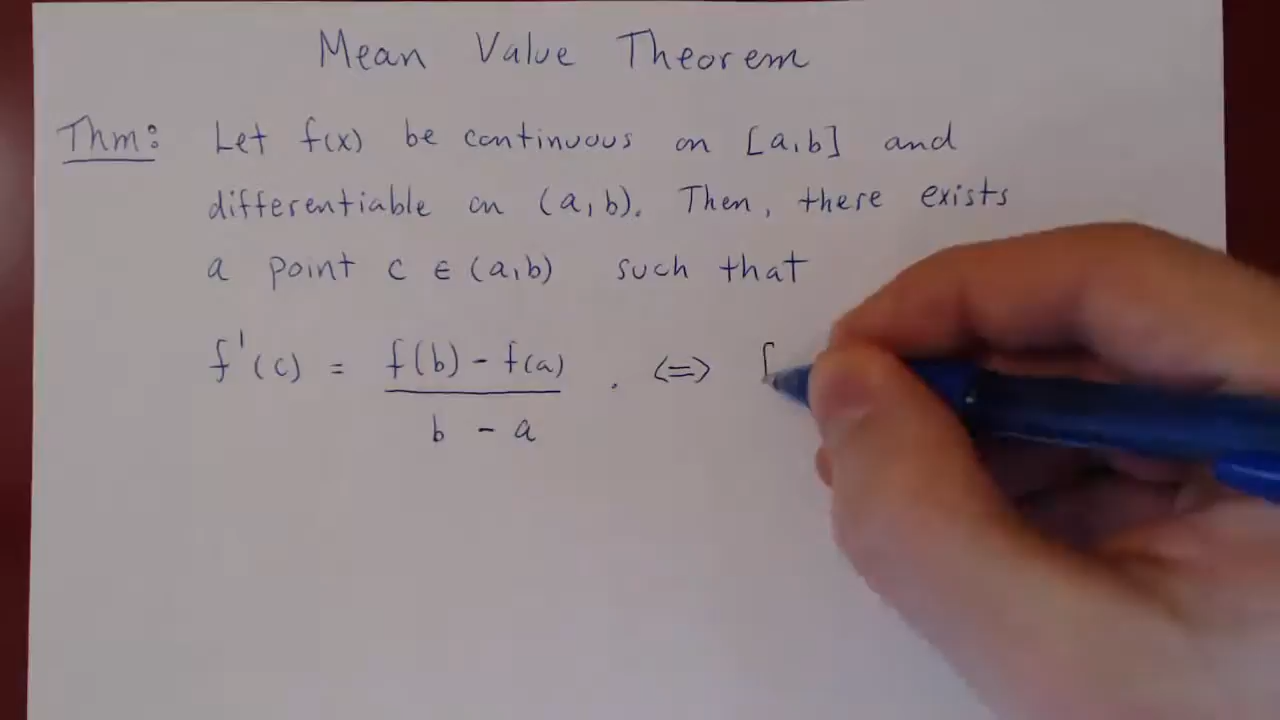 Mean Value Theorem
Thm: Let f(x) be continuous on [a,b] and
differentiable on (a,b). Then, there exists
a point c ∈ (a,b) such that
f'(c) = f(b) - f(a) . <=> f
b - a